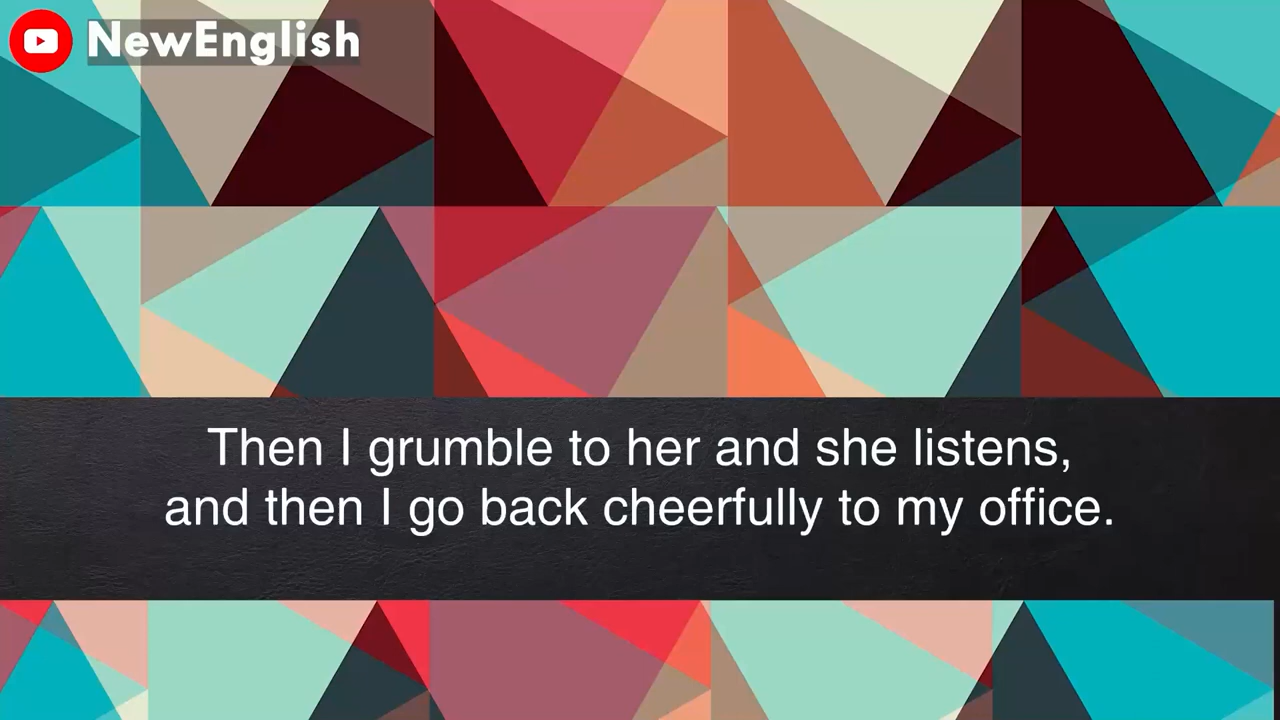 NewEnglish
Then I grumble to her and she listens,
and then I go back cheerfully to my office.